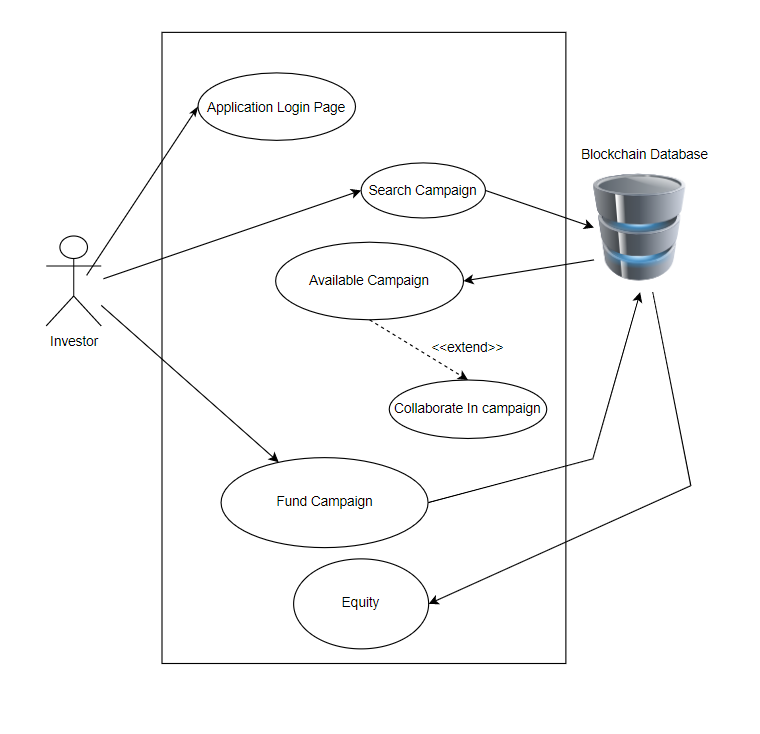 Application Login Page
Blockchain Database
Search Campaign
Available Campaign
Investor
<<extend>>
Collaborate In campaign
Fund Campaign
Equity